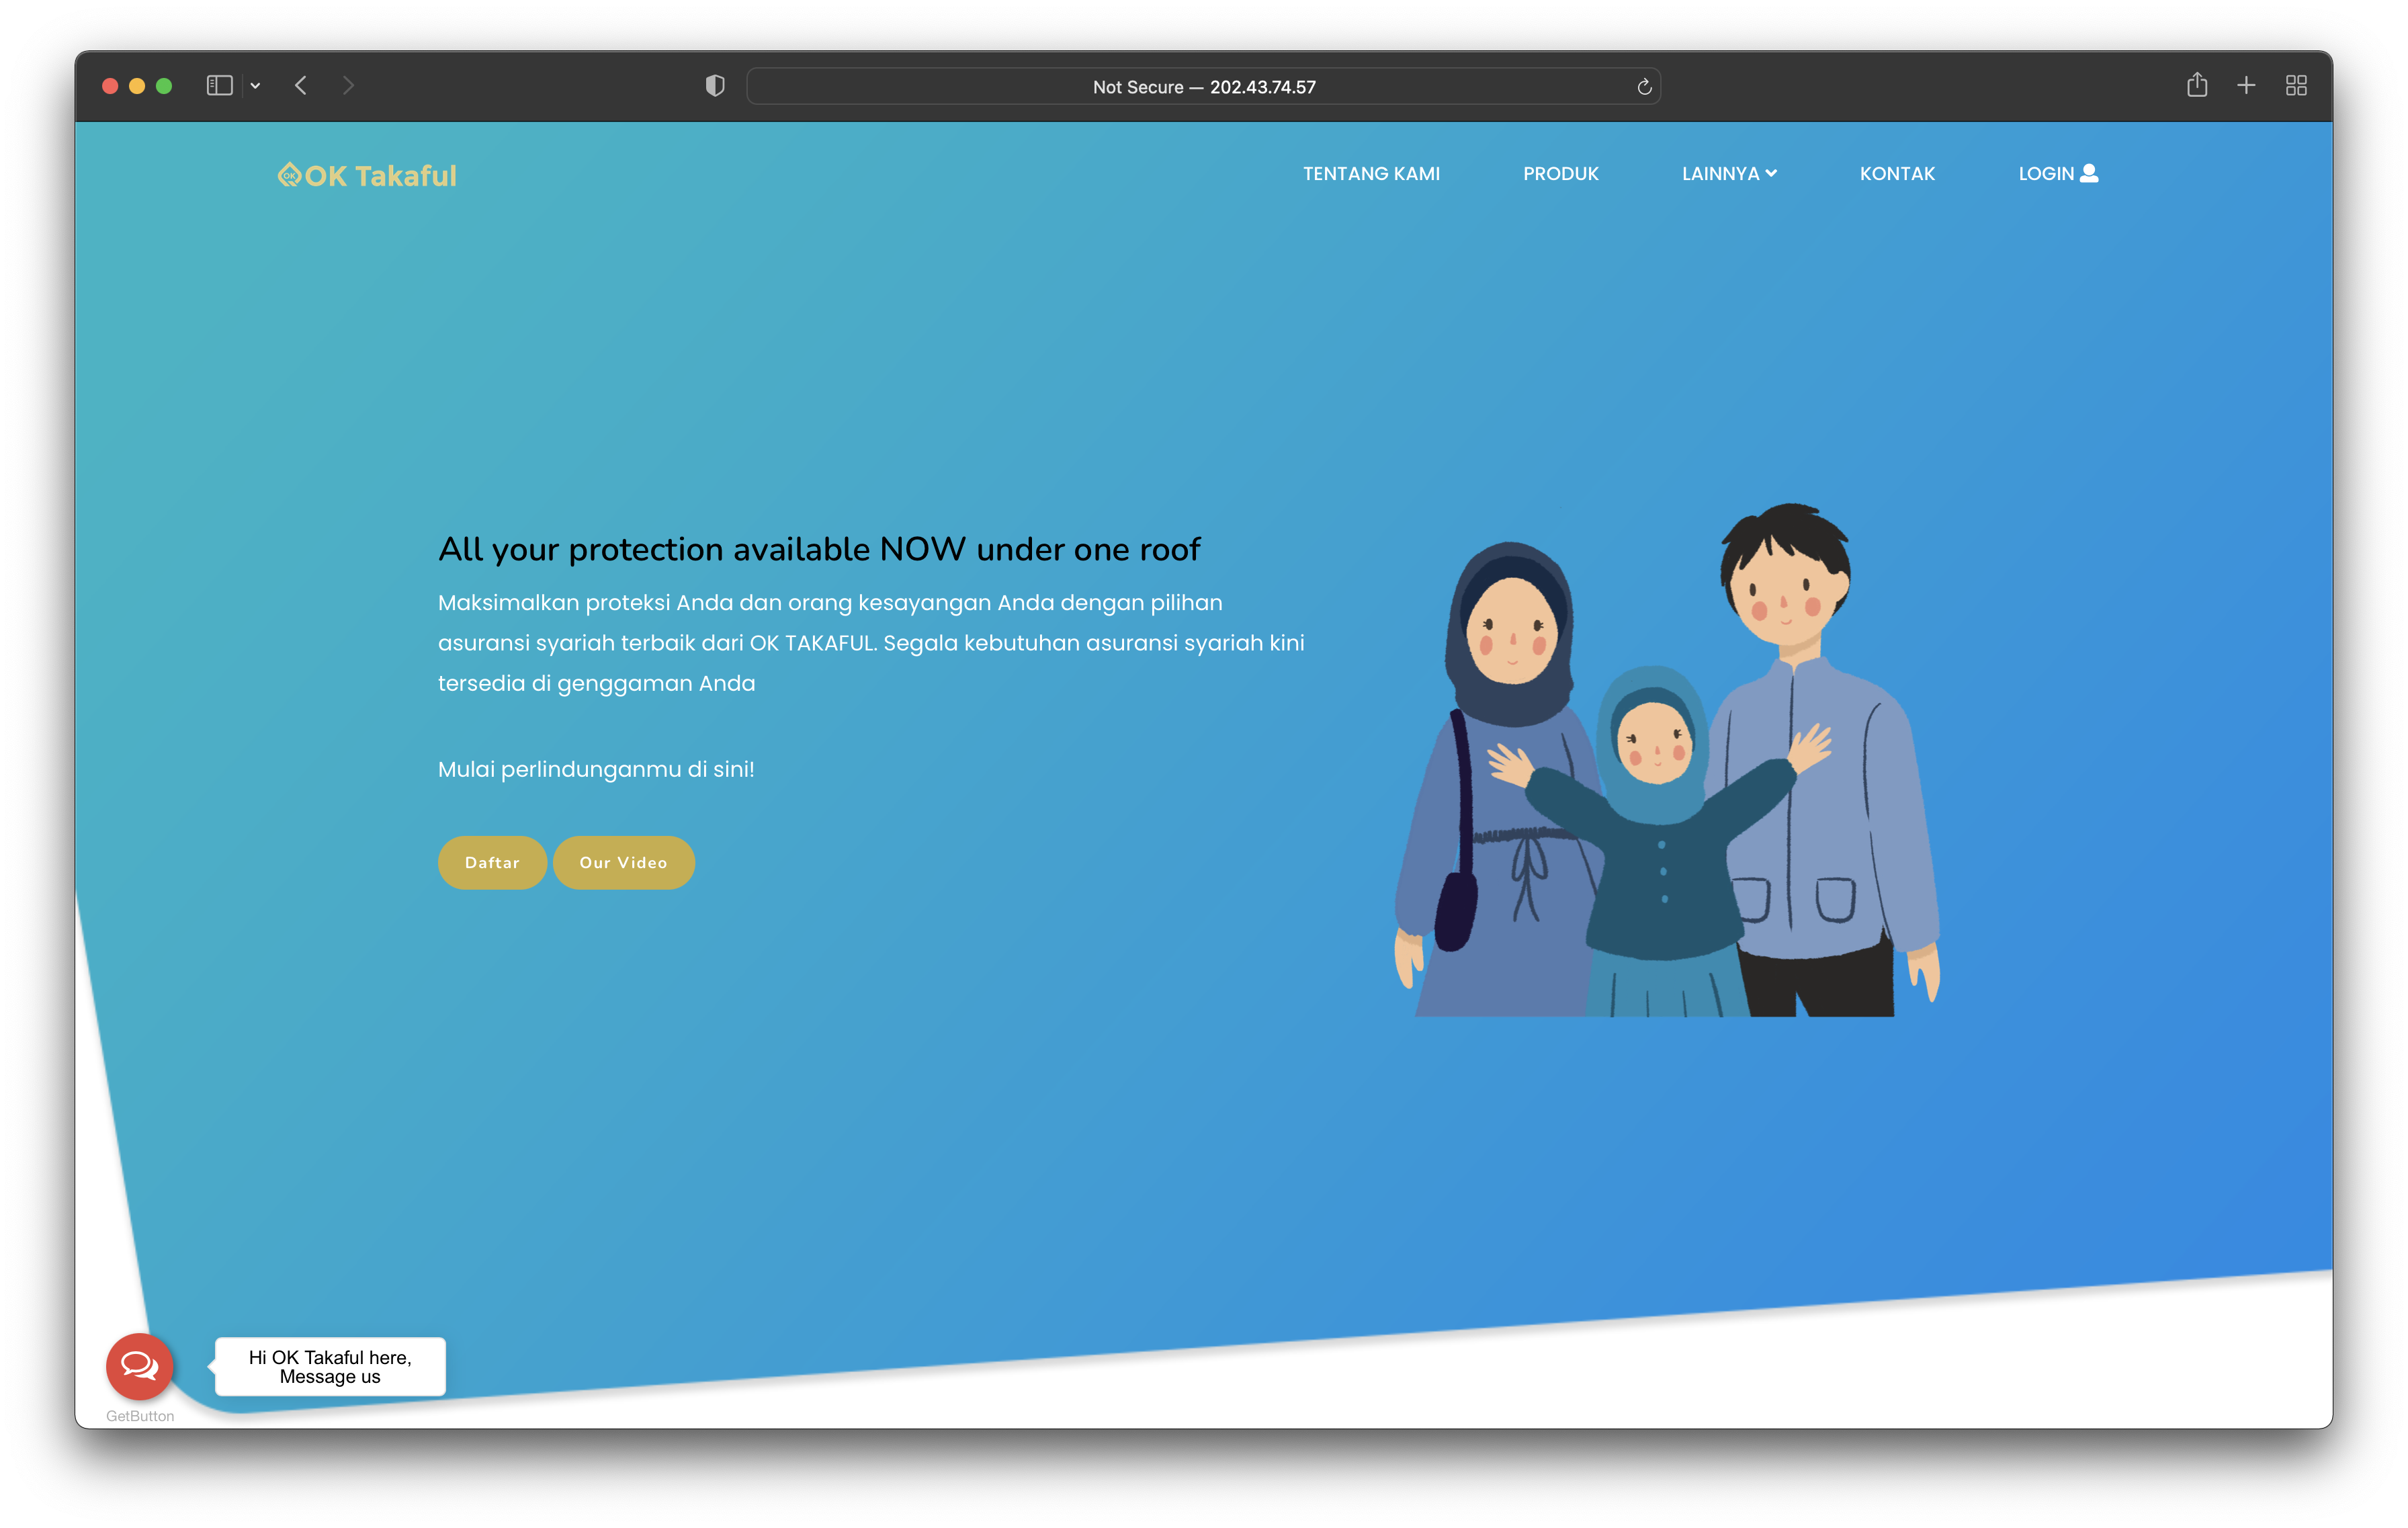 Not Secure — 202.43.74.57
OK Takaful
TENTANG KAMI
PRODUK
LAINNYA
KONTAK
LOGIN
All your protection available NOW under one roof
Maksimalkan proteksi Anda dan orang kesayangan Anda dengan pilihan
asuransi syariah terbaik dari OK TAKAFUL. Segala kebutuhan asuransi syariah kini
tersedia di genggaman Anda
Mulai perlindunganmu di sini!
Daftar
Our Video
Hi OK Takaful here,
Message us
GetButton